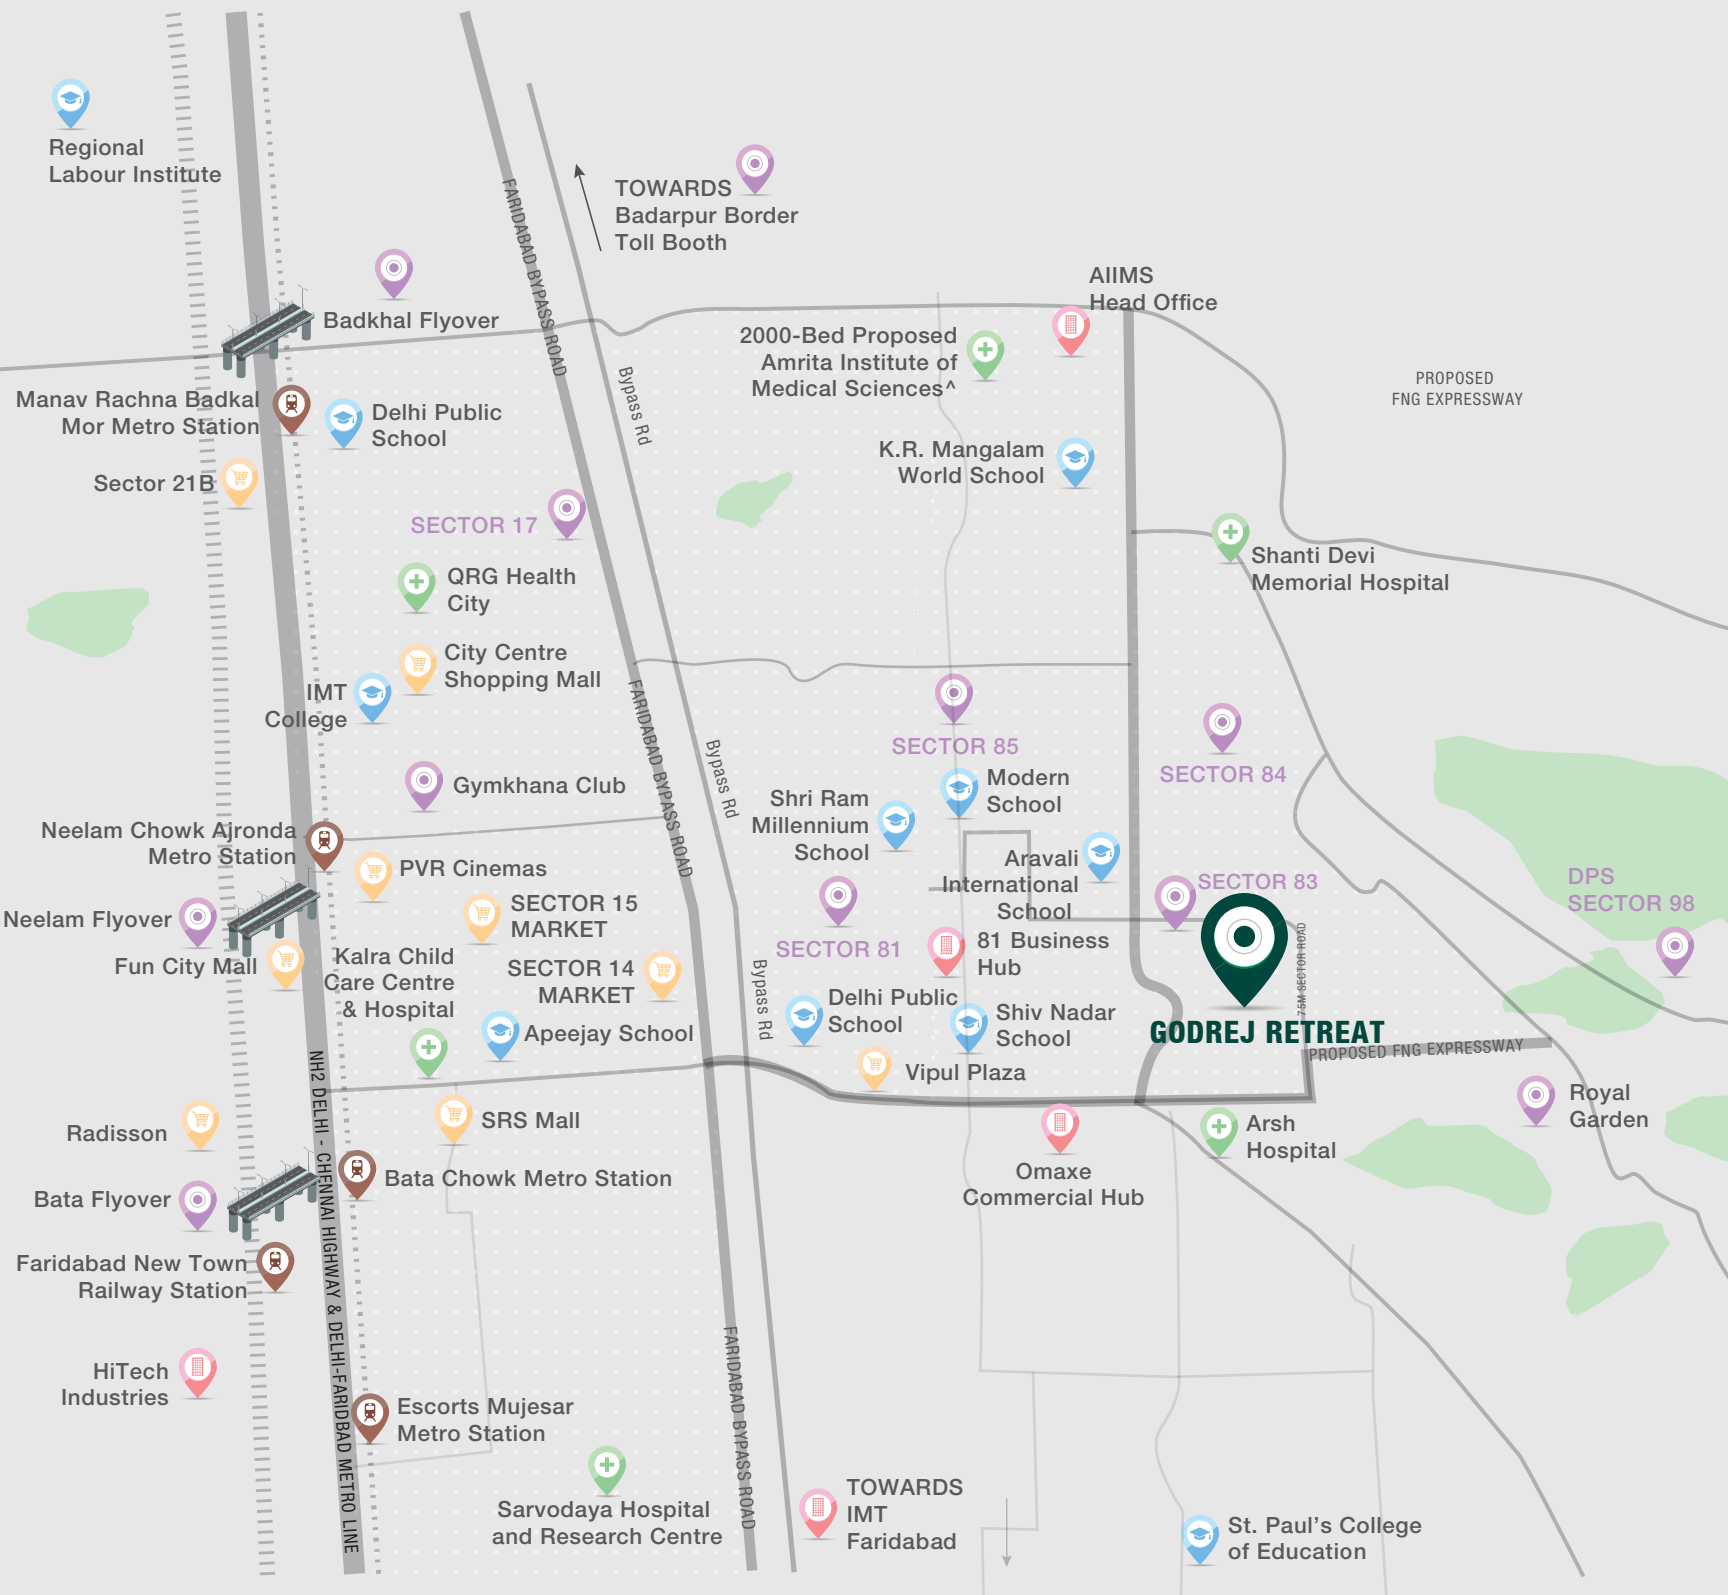 Regional
Labour Institute
TOWARDS
Badarpur Border
Toll Booth
FARIDABAD BYPASS ROAD
AIIMS
Head Office
Badkhal Flyover
2000-Bed Proposed
Amrita Institute of
Medical Sciences^
PROPOSED
FNG EXPRESSWAY
Bypass Rd
Manav Rachna Badkal
Mor Metro Station
Delhi Public
School
K.R. Mangalam
World School
Sector 21B
SECTOR 17
Shanti Devi
Memorial Hospital
QRG Health
City
City Centre
Shopping Mall
IMT
College
FARIDABAD BYPASS ROAD
SECTOR 85
SECTOR 84
Bypass Rd
Gymkhana Club
Modern
School
Shri Ram
Millennium
School
Neelam Chowk Ajronda
Metro Station
PVR Cinemas
Aravali
International
School
SECTOR 83
DPS
SECTOR 98
Neelam Flyover
SECTOR 15
MARKET
SECTOR 81
81 Business
Hub
Fun City Mall
Kalra Child
Care Centre
& Hospital
SECTOR 14
MARKET
Bypass Rd
75M SECTOR ROAD
Delhi Public
School
Shiv Nadar
School
Apeejay School
GODREJ RETREAT
PROPOSED FNG EXPRESSWAY
Vipul Plaza
Royal
Garden
NH2 DELHI - CHENNAI HIGHWAY & DELHI-FARIDBAD METRO LINE
Radisson
SRS Mall
Arsh
Hospital
Omaxe
Commercial Hub
Bata Chowk Metro Station
Bata Flyover
Faridabad New Town
Railway Station
HiTech
Industries
FARIDABAD BYPASS ROAD
Escorts Mujesar
Metro Station
Sarvodaya Hospital
and Research Centre
TOWARDS
IMT
Faridabad
St. Paul's College
of Education